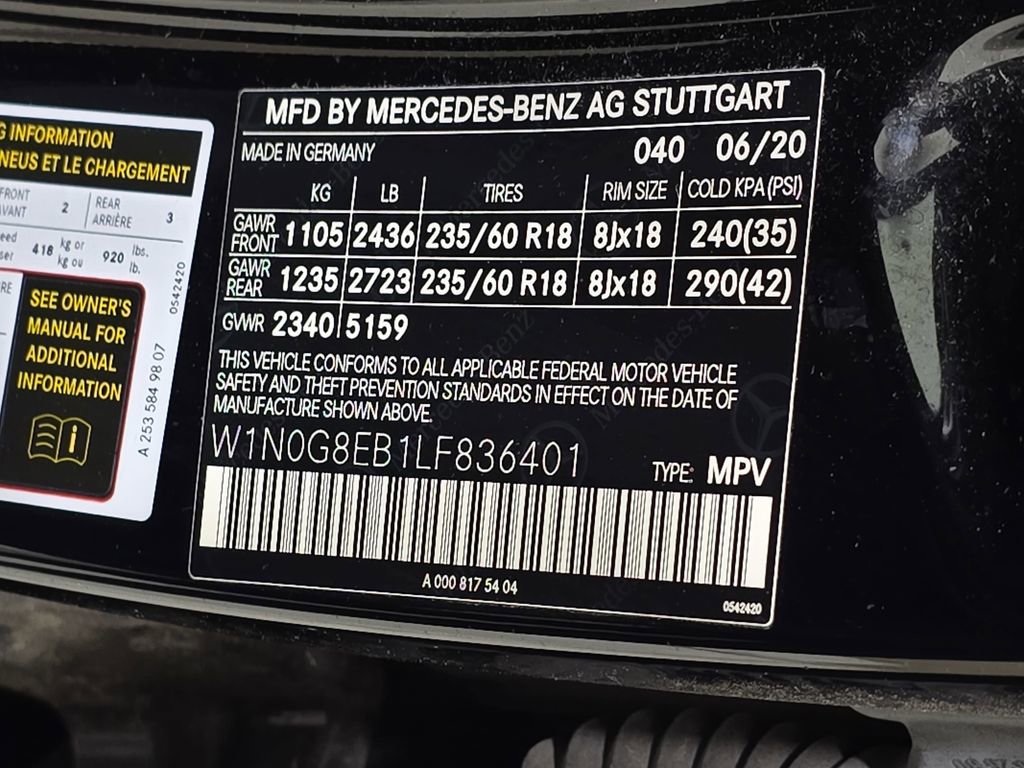 G INFORMATION
NEUS ET LE CHARGEMENT
FRONT
AVANT
2
REAR
ARRIÈRE
3
418 kg or
kg ou
920 lbs.
lb.
SEE OWNER'S
MANUAL FOR
ADDITIONAL
INFORMATION
0542420
A 253 584 98 07
MFD BY MERCEDES-BENZ AG STUTTGART
MADE IN GERMANY 040 06/20
KG LB TIRES RIM SIZE COLD KPA (PSI)
GAWR FRONT 1105 2436 235/60 R18 8Jx18 240(35)
GAWR REAR 1235 2723 235/60 R18 8Jx18 290(42)
GVWR 2340 5159
THIS VEHICLE CONFORMS TO ALL APPLICABLE FEDERAL MOTOR VEHICLE
SAFETY AND THEFT PREVENTION STANDARDS IN EFFECT ON THE DATE OF
MANUFACTURE SHOWN ABOVE.
W1N0G8EB1LF836401
TYPE: MPV
A 000 817 54 04
0542420